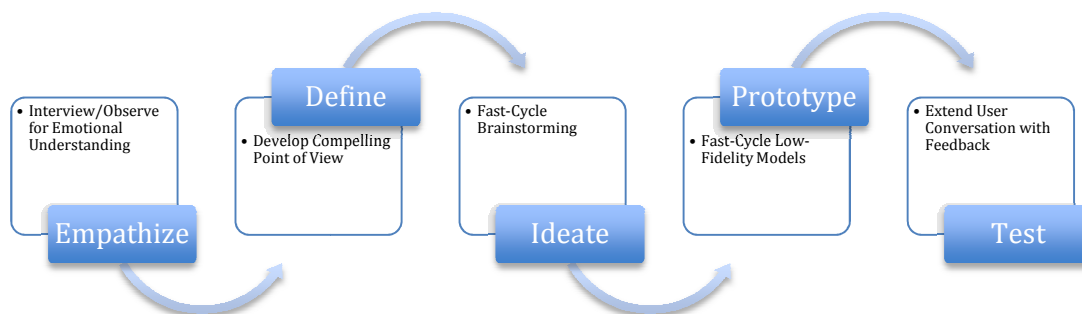 • Interview/Observe
for Emotional
Understanding
Empathize
Define
• Develop Compelling
Point of View
• Fast-Cycle
Brainstorming
Ideate
Prototype
• Fast-Cycle Low-
Fidelity Models
• Extend User
Conversation with
Feedback
Test